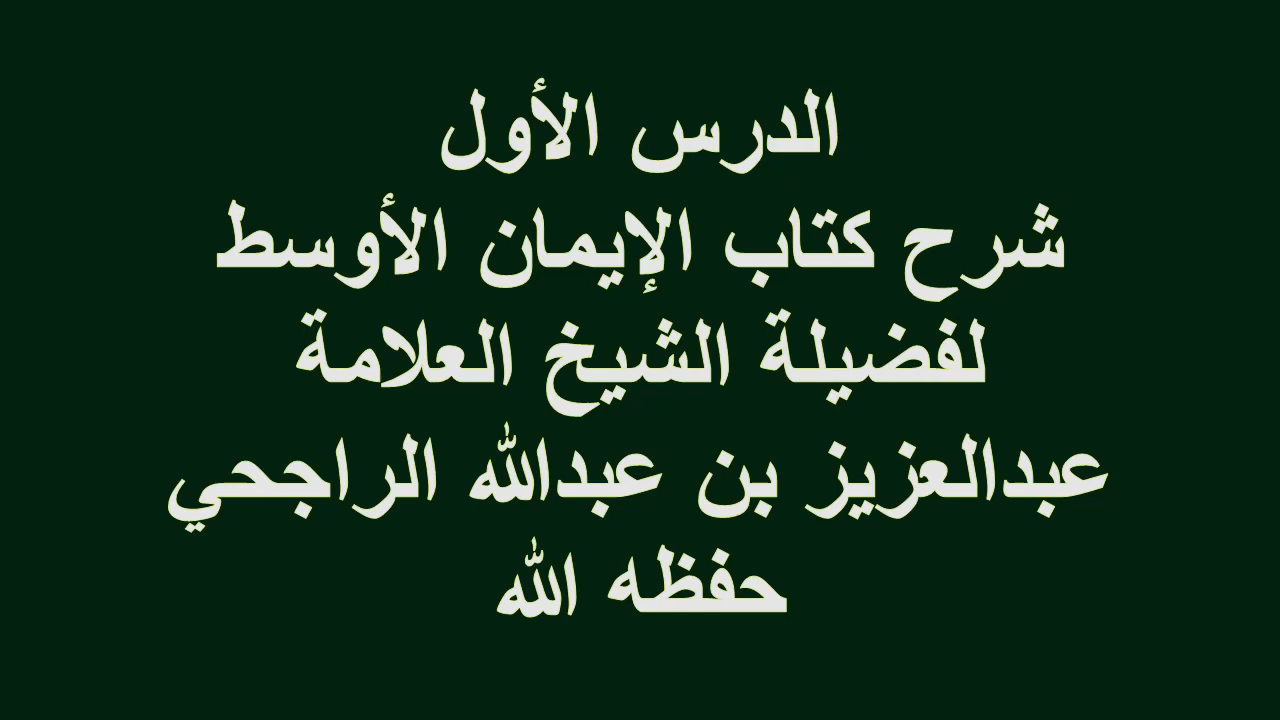 الدرس الأول
شرح كتاب الإيمان الأوسط
لفضيلة الشيخ العلامة
عبدالعزيز بن عبدالله الراجحي
حفظه الله